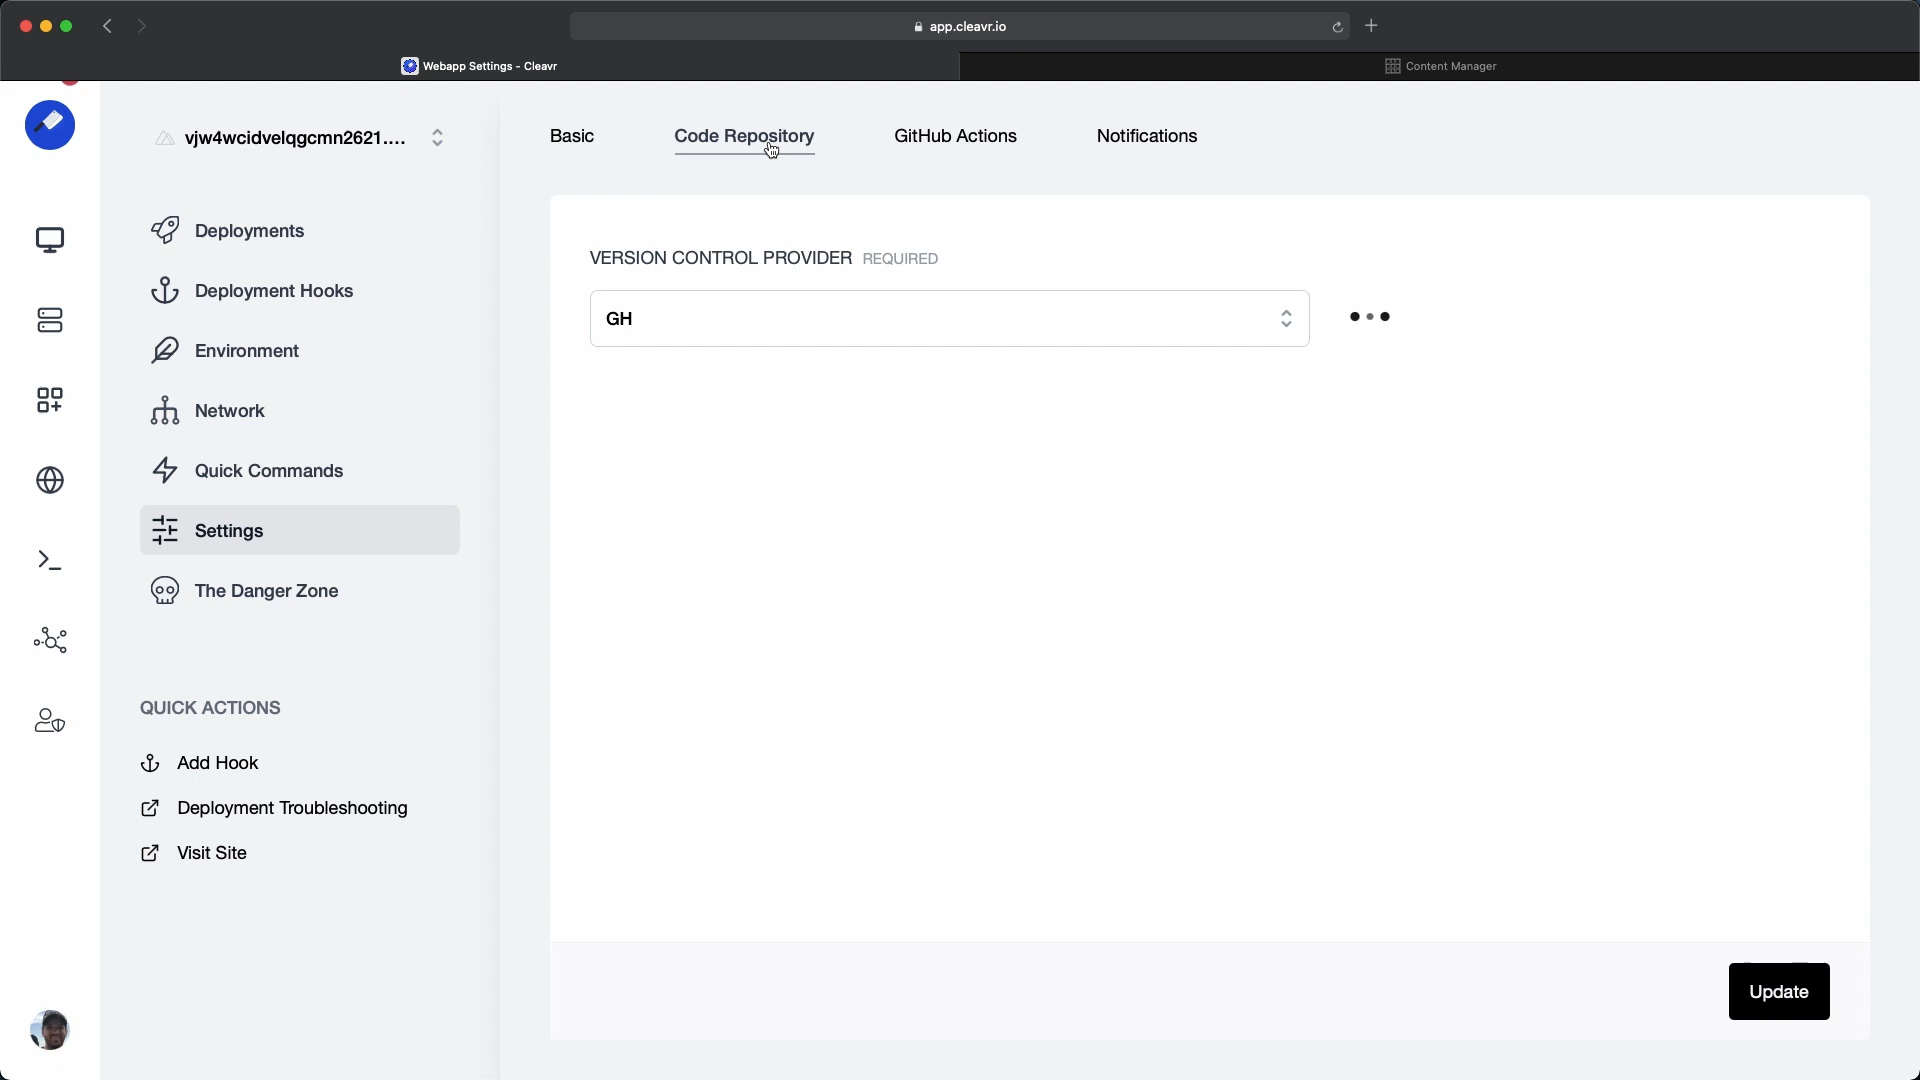 app.cleavr.io
Webapp Settings - Cleavr
Content Manager
vjw4wcidvelqgcmn2621....
Basic
Code Repository
GitHub Actions
Notifications
Deployments
Deployment Hooks
Environment
Network
Quick Commands
Settings
The Danger Zone
QUICK ACTIONS
Add Hook
Deployment Troubleshooting
Visit Site
VERSION CONTROL PROVIDER REQUIRED
GH
Update